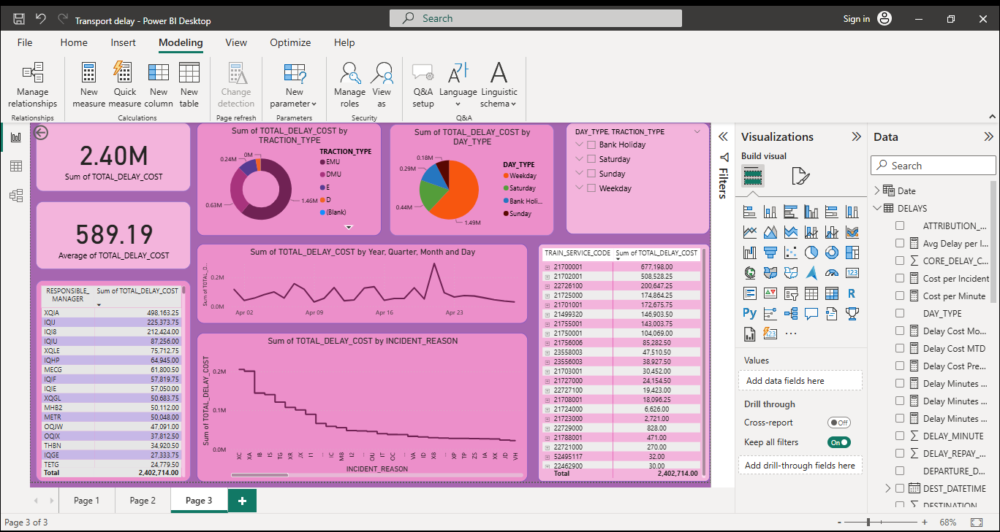 Transport delay - Power BI Desktop
Search
Sign in
File Home Insert Modeling View Optimize Help
Manage relationships
New measure
Quick measure
New column
New table
Change detection
New parameter
Manage roles
View as
Q&A setup
Language
Linguistic schema
Relationships
Calculations
Page refresh
Parameters
Security
Q&A
2.40M
Sum of TOTAL_DELAY_COST
589.19
Average of TOTAL_DELAY_COST
RESPONSIBLE_MANAGER Sum of TOTAL_DELAY_COST
XQIA 498,163.25
IQIJ 225,373.75
IQI8 212,424.00
IQIU 87,256.00
XQLE 75,712.75
IQHP 64,945.00
MECG 61,800.50
IQIF 57,819.75
IQIE 57,050.00
XQGL 50,683.75
MHB2 50,112.00
METR 50,048.00
OQJW 47,091.00
OQIX 37,812.50
THBN 34,920.50
IQGE 27,333.75
TETG 24,779.50
Total 2,402,714.00
Sum of TOTAL_DELAY_COST by
TRACTION_TYPE
0M
0.24M
0.63M
1.46M
TRACTION_TYPE
EMU
DMU
E
D
(Blank)
Sum of TOTAL_DELAY_COST by
DAY_TYPE
0.18M
0.29M
0.44M
1.49M
DAY_TYPE
Weekday
Saturday
Bank Holi...
Sunday
DAY_TYPE, TRACTION_TYPE
Bank Holiday
Saturday
Sunday
Weekday
Sum of TOTAL_DELAY_COST by Year, Quarter, Month and Day
Sum of TOTAL_D...
0.2M
0.0M
Apr 02 Apr 09 Apr 16 Apr 23
Sum of TOTAL_DELAY_COST by INCIDENT_REASON
Sum of TOTAL_DELAY_COST
0.2M
0.1M
0.0M
XC XA IB IS TG XR JX I1 IC M8 I2 OU IT OC VA ID X8 XP TP ZS IA XK JD VH
INCIDENT_REASON
TRAIN_SERVICE_CODE Sum of TOTAL_DELAY_COST
21700001 677,198.00
21702001 508,528.25
22726100 200,647.25
21725000 174,864.25
21701001 172,675.75
21499320 146,903.50
21755001 143,003.75
21750001 104,069.00
21756006 85,282.50
23558003 47,510.50
23556003 38,927.50
21703001 30,452.00
21727000 24,154.50
22727100 19,423.00
21708001 18,096.25
21724000 6,626.00
21723000 2,721.00
22729000 828.00
21788001 471.00
22721000 270.00
52495117 32.00
22462900 30.00
Total 2,402,714.00
Filters
Visualizations
Build visual
Values
Add data fields here
Drill through
Cross-report Off
Keep all filters On
Add drill-through fields here
Data
Search
Date
DELAYS
ATTRIBUTION_...
Avg Delay per I...
CORE_DELAY_C...
Cost per Incident
Cost per Minute
DAY_TYPE
Delay Cost Mo...
Delay Cost MTD
Delay Cost Pre...
Delay Minutes ...
Delay Minutes ...
Delay Minutes ...
DELAY_MINUTE
DELAY_REPAY_...
DEPARTURE_D...
DEST_DATETIME
DESTINATION
Page 1 Page 2 Page 3 +
Page 3 of 3
- + 68%